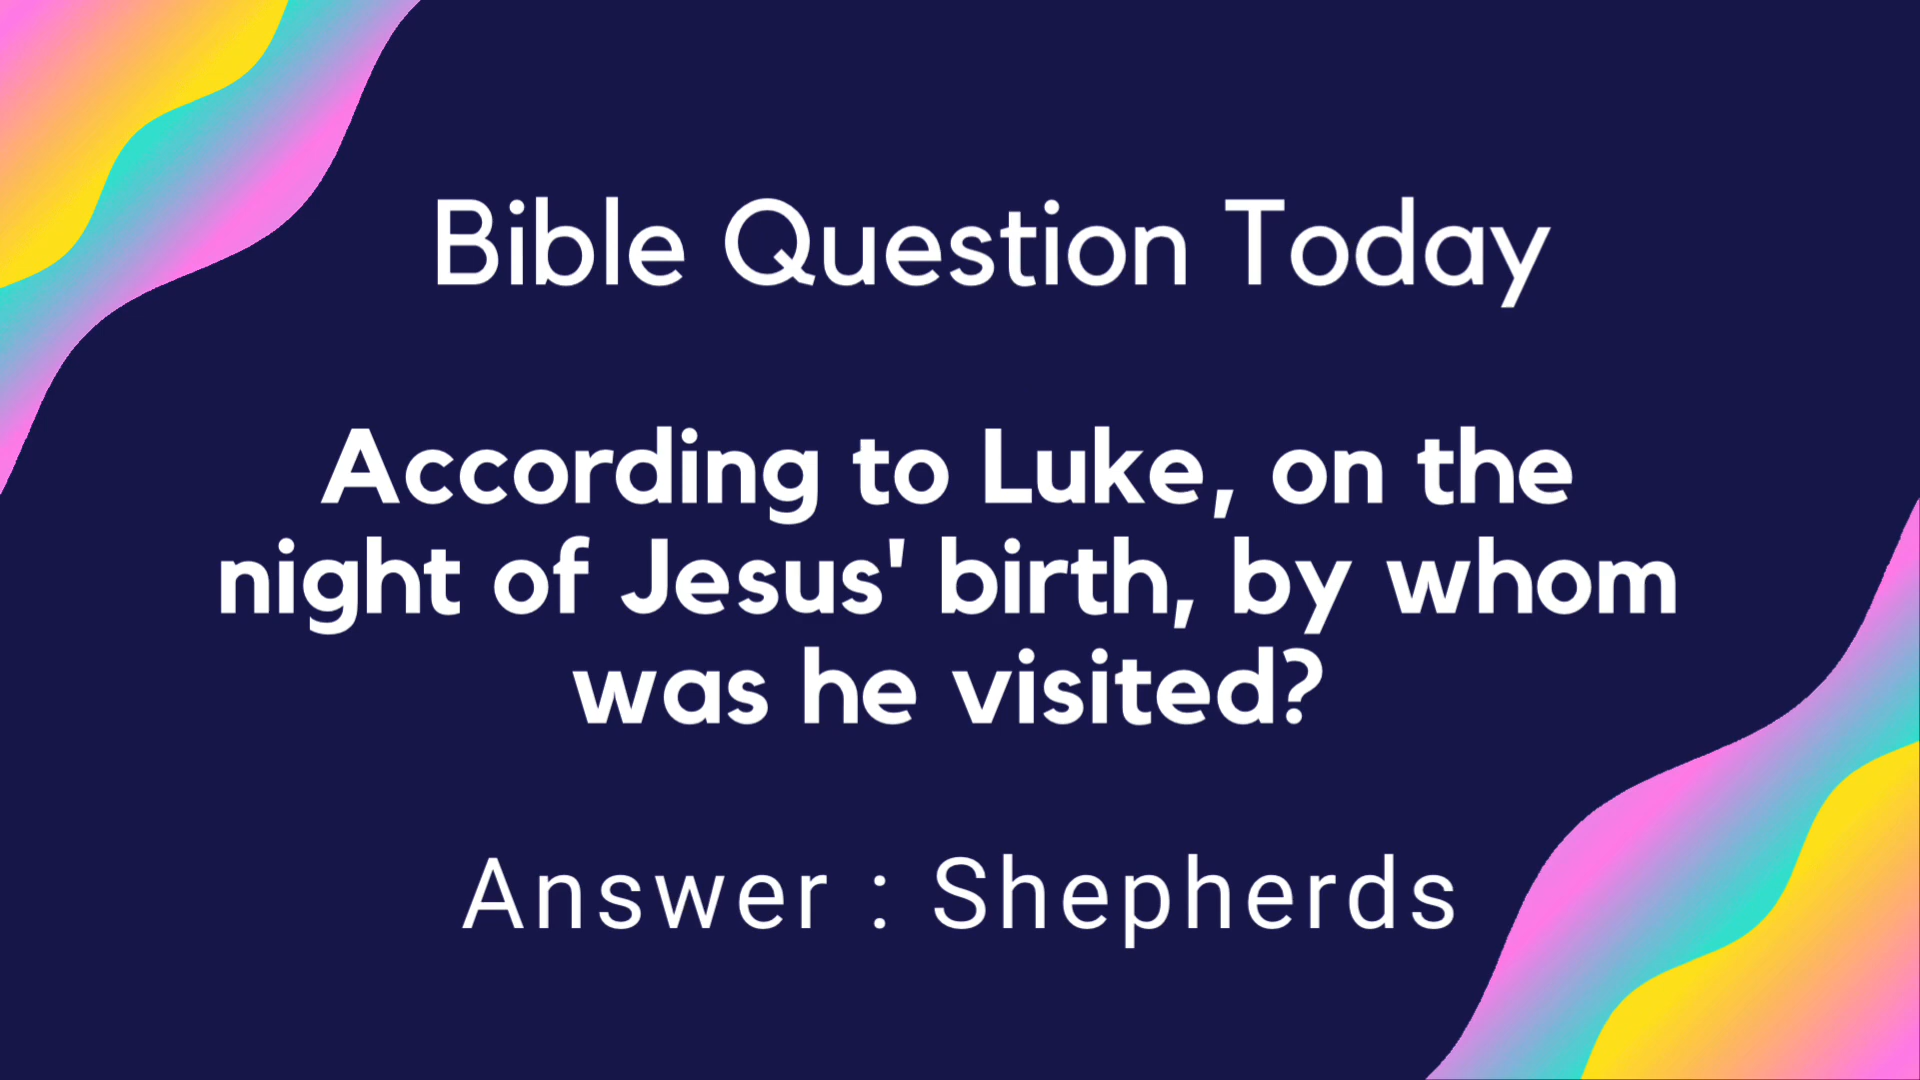 Bible Question Today
According to Luke, on the
night of Jesus' birth, by whom
was he visited?
Answer : Shepherds